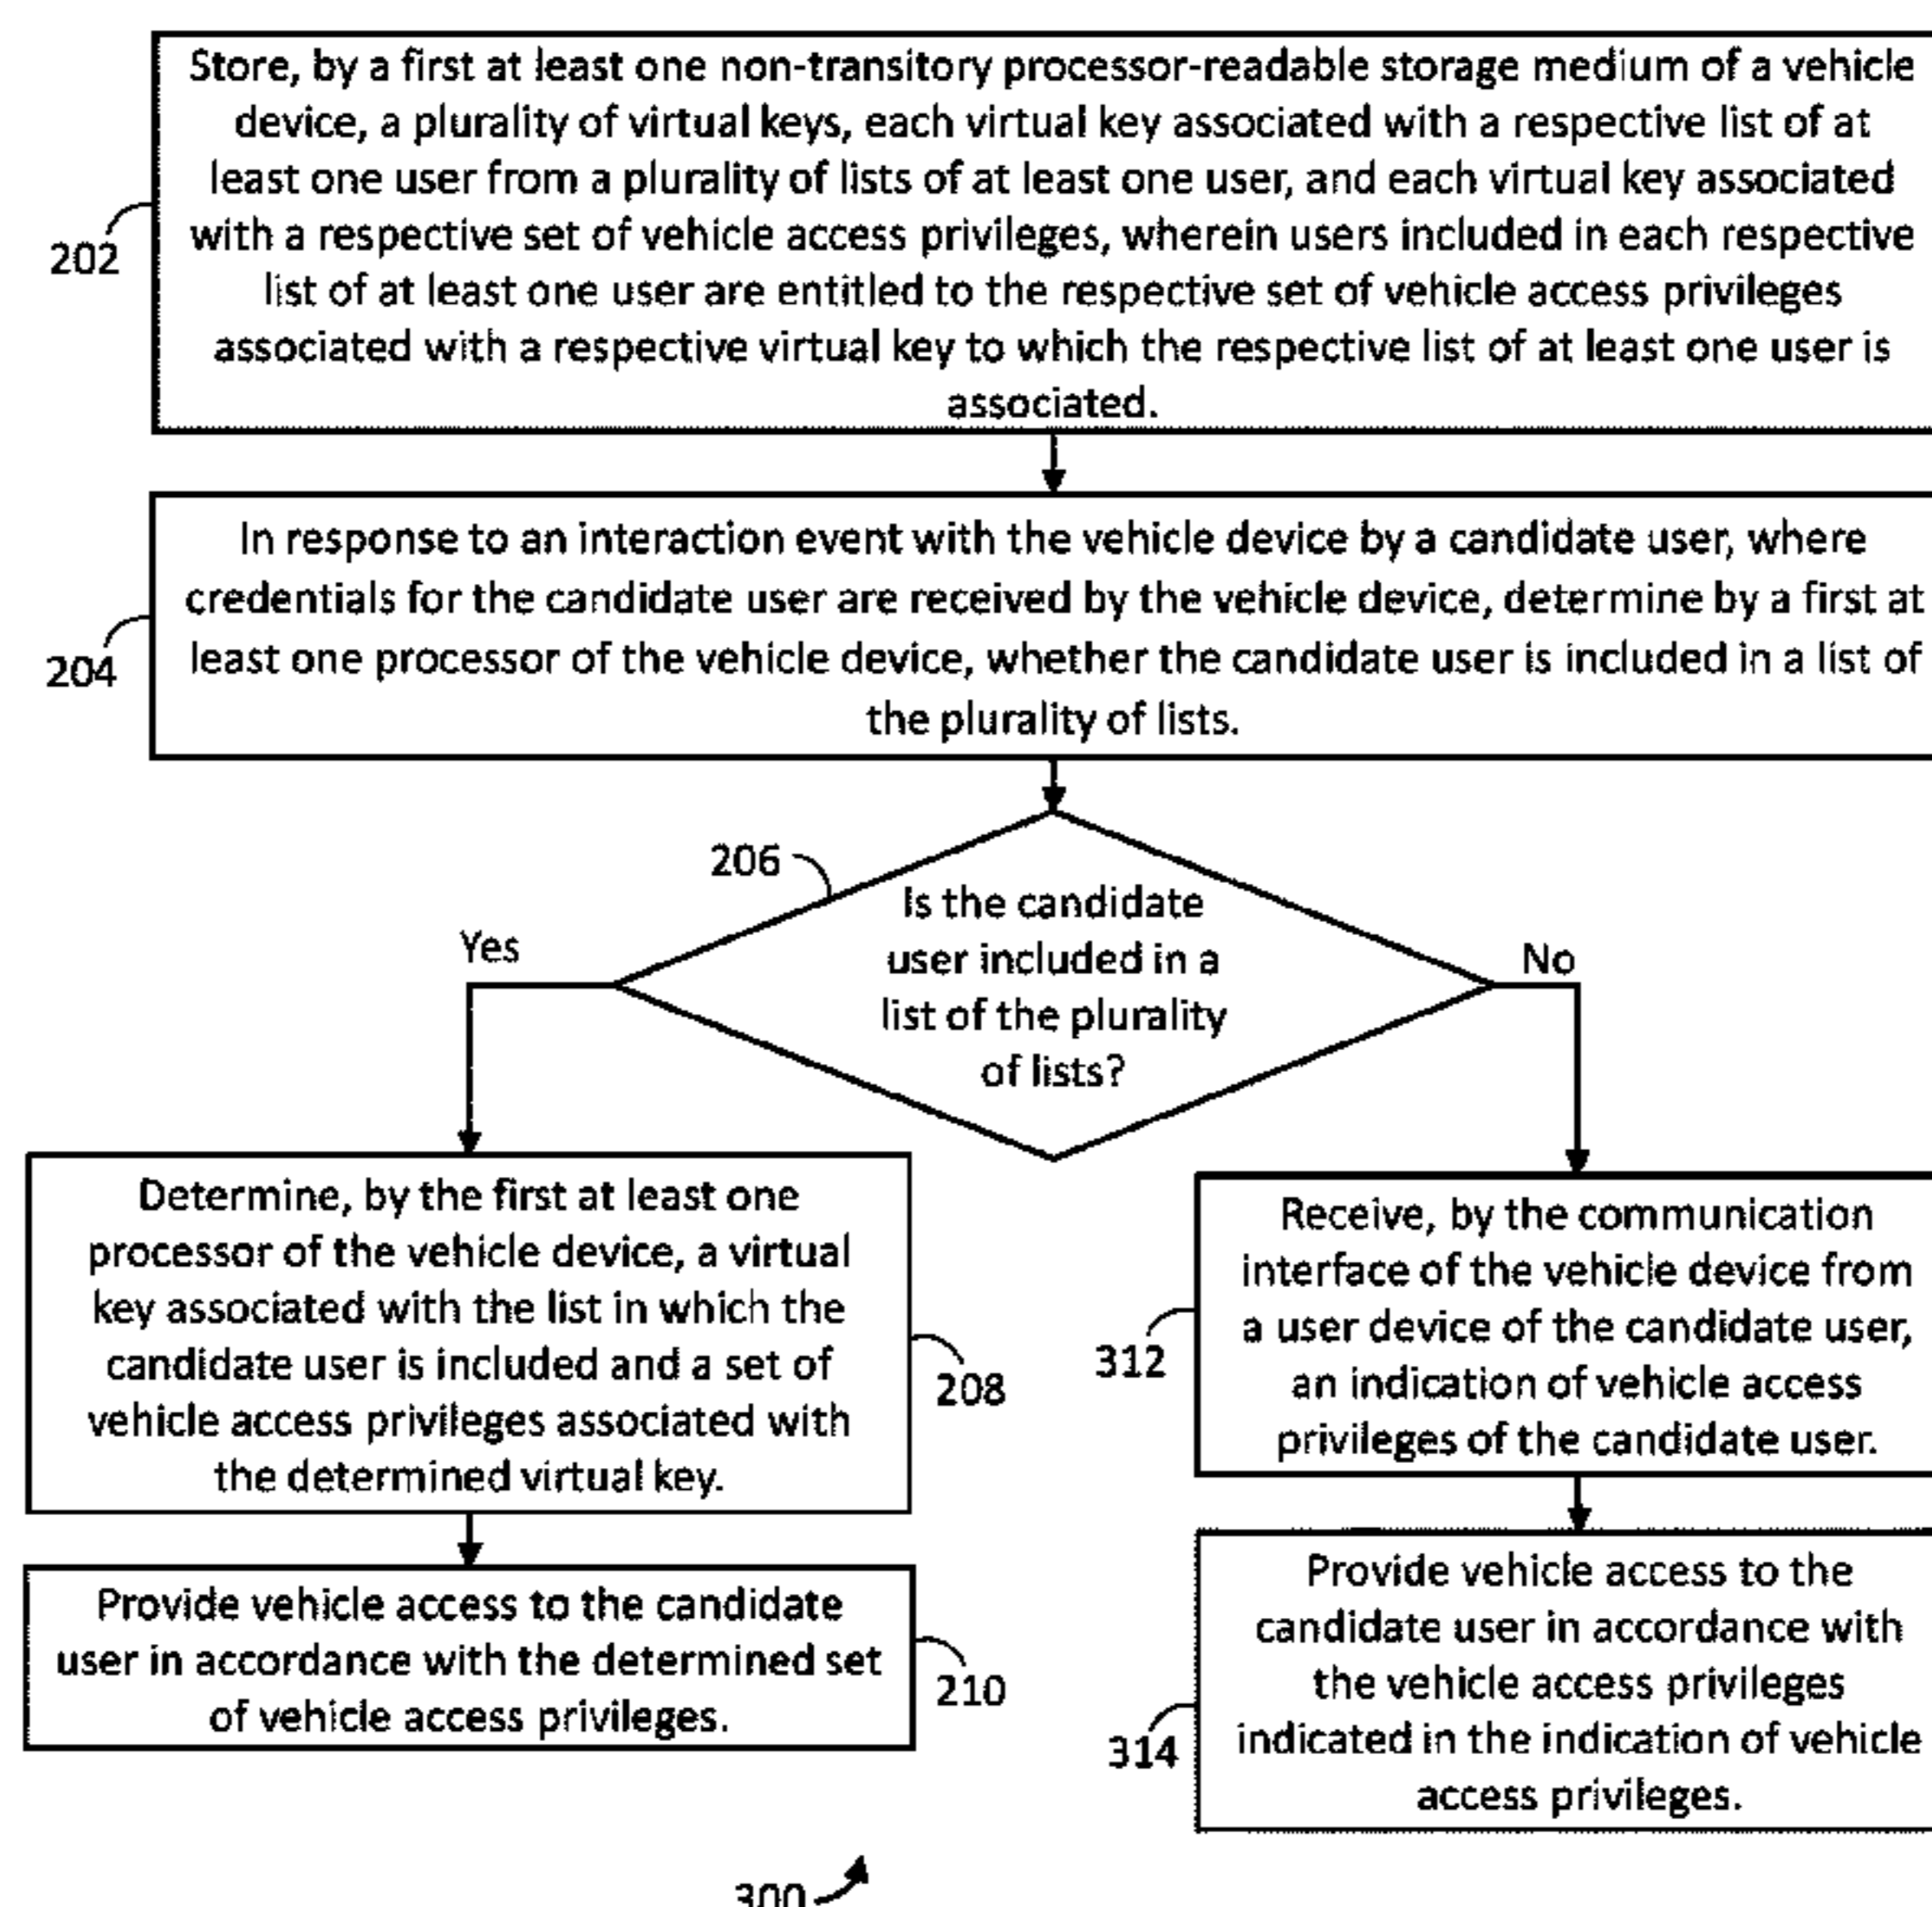 Store, by a first at least one non-transitory processor-readable storage medium of a vehicle
device, a plurality of virtual keys, each virtual key associated with a respective list of at
least one user from a plurality of lists of at least one user, and each virtual key associated
with a respective set of vehicle access privileges, wherein users included in each respective
list of at least one user are entitled to the respective set of vehicle access privileges
associated with a respective virtual key to which the respective list of at least one user is
associated.
202
In response to an interaction event with the vehicle device by a candidate user, where
credentials for the candidate user are received by the vehicle device, determine by a first at
least one processor of the vehicle device, whether the candidate user is included in a list of
the plurality of lists.
204
206
Is the candidate
user included in a
list of the plurality
of lists?
Yes
No
Determine, by the first at least one
processor of the vehicle device, a virtual
key associated with the list in which the
candidate user is included and a set of
vehicle access privileges associated with
the determined virtual key.
208
Provide vehicle access to the candidate
user in accordance with the determined set
of vehicle access privileges.
210
Receive, by the communication
interface of the vehicle device from
a user device of the candidate user,
an indication of vehicle access
privileges of the candidate user.
312
Provide vehicle access to the
candidate user in accordance with
the vehicle access privileges
indicated in the indication of vehicle
access privileges.
314
300